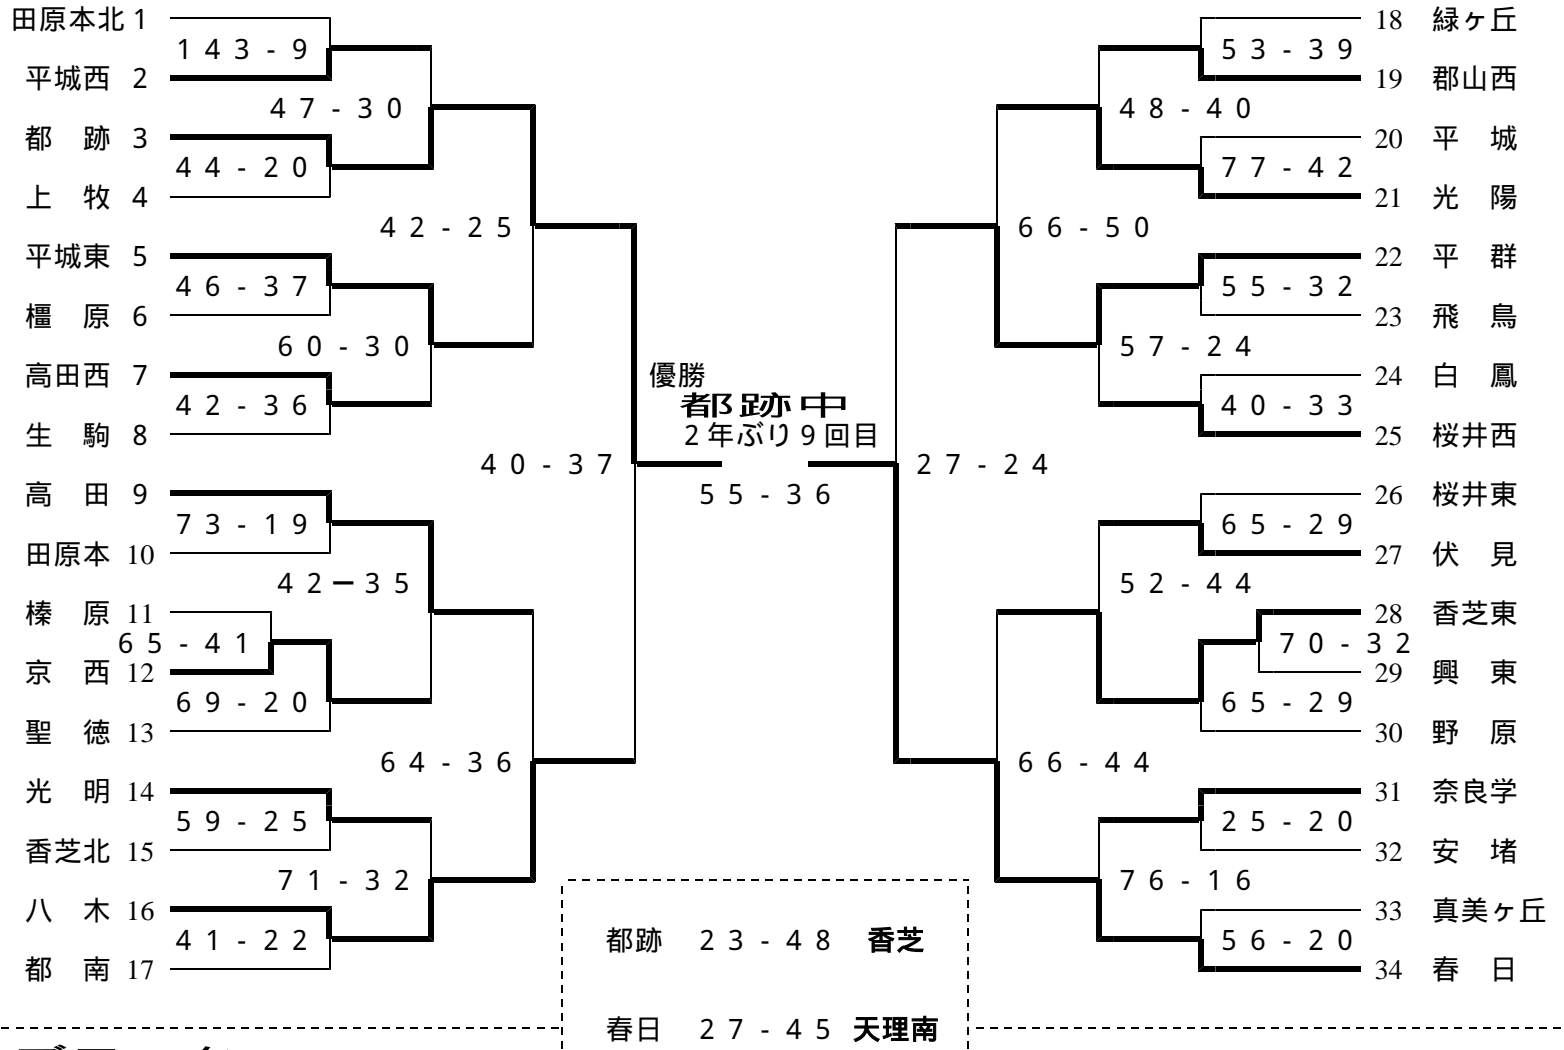 田原本北 1
143-9
平城西 2
47-30
都 跡 3
44-20
上 牧 4
42-25
平城東 5
46-37
橿 原 6
60-30
高田西 7
42-36
生 駒 8
40-37
高 田 9
73-19
田原本 10
42ー35
榛 原 11
65-41
京 西 12
69-20
聖 徳 13
64-36
光 明 14
59-25
香芝北 15
71-32
八 木 16
41-22
都 南 17
優勝
都跡中
2年ぶり9回目
55-36
18 緑ヶ丘
53-39
19 郡山西
48-40
20 平 城
77-42
21 光 陽
66-50
22 平 群
55-32
23 飛 鳥
57-24
24 白 鳳
40-33
25 桜井西
27-24
26 桜井東
65-29
27 伏 見
52-44
28 香芝東
70-32
29 興 東
65-29
30 野 原
66-44
31 奈良学
25-20
32 安 堵
76-16
33 真美ヶ丘
56-20
34 春 日
都跡 23-48 香芝
春日 27-45 天理南